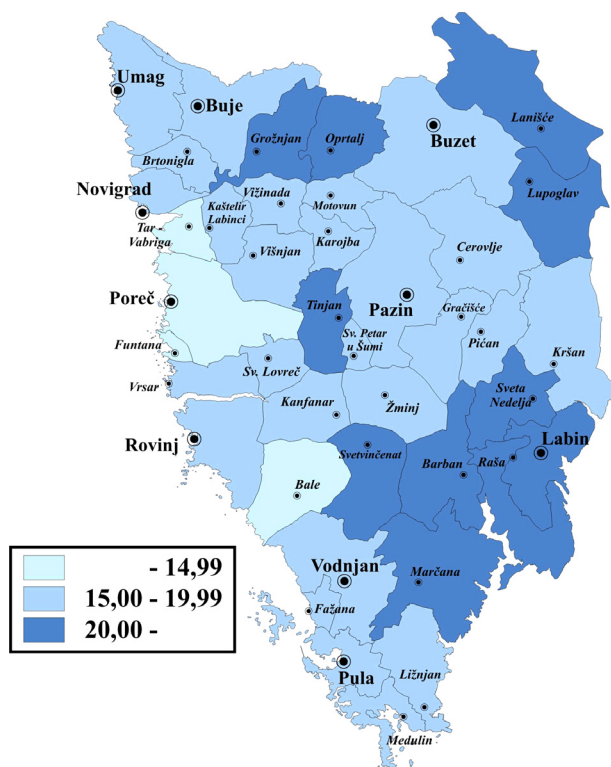 Umag
Buje
Lanišće
Buzet
Grožnjan
Oprtalj
Brtonigla
Lupoglav
Novigrad
Vižinada
Kaštelir
Labinci
Motovun
Tar -
Vabriga
Karojba
Višnjan
Cerovlje
Poreč
Tinjan
Pazin
Gračišće
Sv. Petar
u Šumi
Pićan
Funtana
Sv. Lovreč
Kršan
Vrsar
Sveta
Nedelja
Kanfanar
Žminj
Rovinj
Svetvinčenat
Labin
Barban
Raša
Bale
- 14,99
15,00 - 19,99
20,00 -
Vodnjan
Marčana
Fažana
Pula
Ližnjan
Medulin